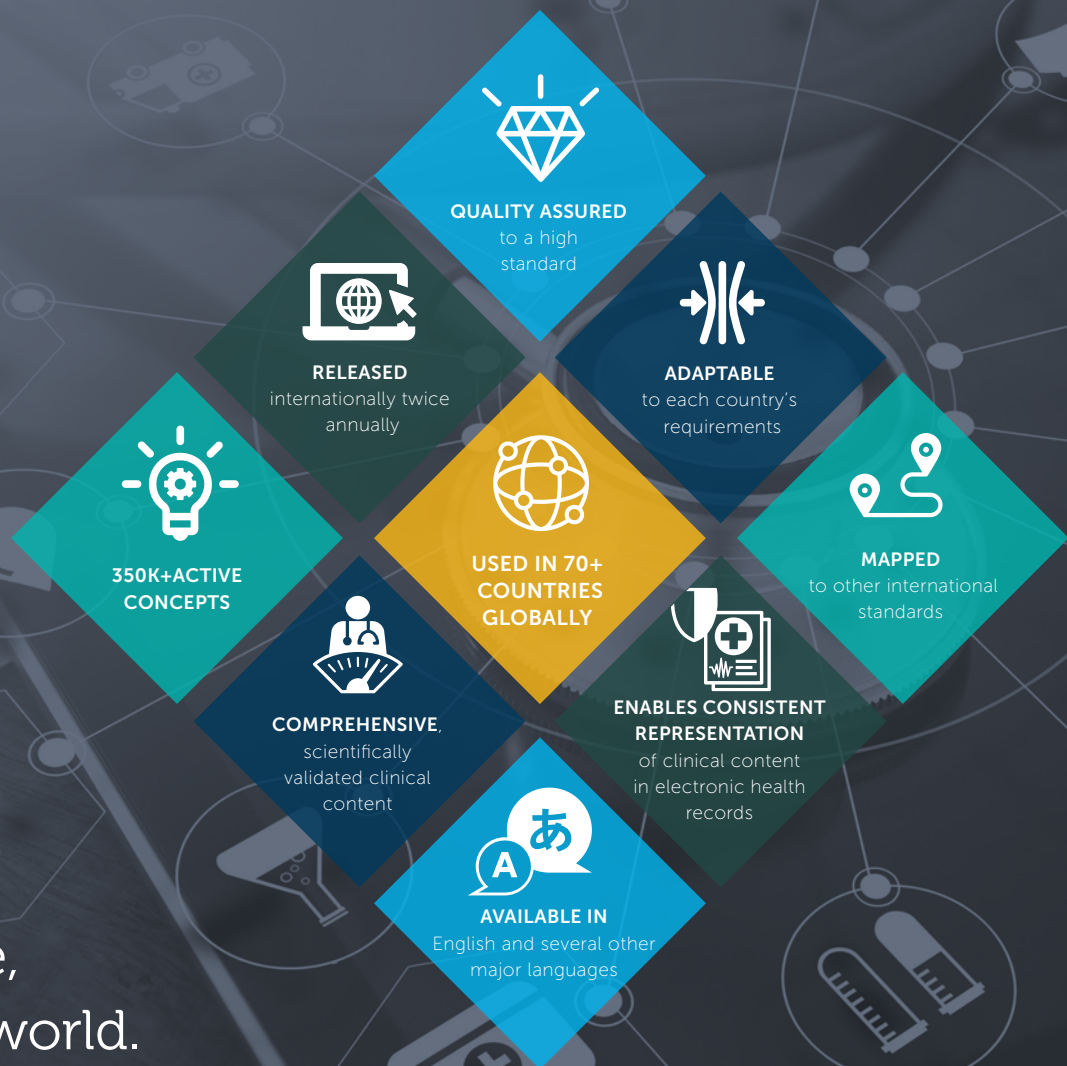 QUALITY ASSURED
to a high
standard
RELEASED
internationally twice
annually
ADAPTABLE
to each country's
requirements
350K+ACTIVE
CONCEPTS
USED IN 70+
COUNTRIES
GLOBALLY
MAPPED
to other international
standards
COMPREHENSIVE,
scientifically
validated clinical
content
ENABLES CONSISTENT
REPRESENTATION
of clinical content
in electronic health
records
あ
A
AVAILABLE IN
English and several other
major languages
e,
world.